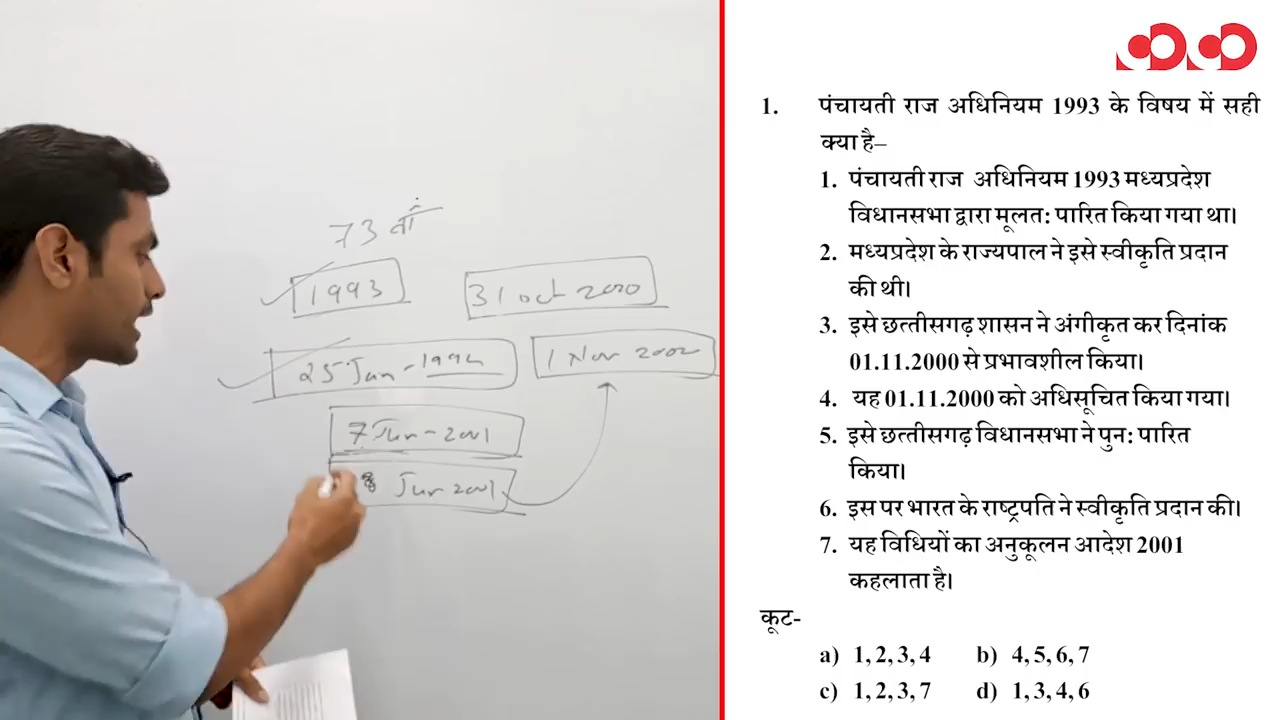 73 वाँ
1993
31 oct 2000
25 Jun - 1994
1 Nov 2000
7 Jun - 2001
8 Jun 2001
1. पंचायती राज अधिनियम 1993 के विषय में सही
क्या है–
1. पंचायती राज अधिनियम 1993 मध्यप्रदेश
विधानसभा द्वारा मूलत: पारित किया गया था।
2. मध्यप्रदेश के राज्यपाल ने इसे स्वीकृति प्रदान
की थी।
3. इसे छत्तीसगढ़ शासन ने अंगीकृत कर दिनांक
01.11.2000 से प्रभावशील किया।
4. यह 01.11.2000 को अधिसूचित किया गया।
5. इसे छत्तीसगढ़ विधानसभा ने पुन: पारित
किया।
6. इस पर भारत के राष्ट्रपति ने स्वीकृति प्रदान की।
7. यह विधियों का अनुकूलन आदेश 2001
कहलाता है।
कूट-
a) 1, 2, 3, 4 b) 4, 5, 6, 7
c) 1, 2, 3, 7 d) 1, 3, 4, 6